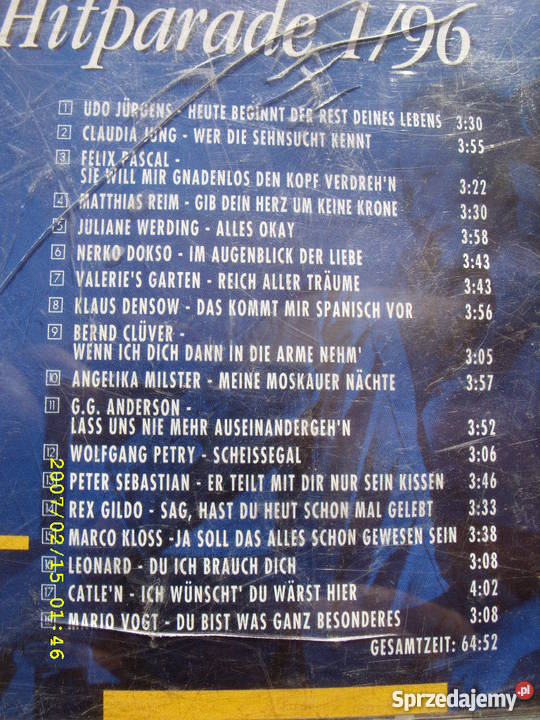 Hitparade 1/96
1 UDO JÜRGENS - HEUTE BEGINNT DER REST DEINES LEBENS 3:30
2 CLAUDIA JUNG - WER DIE SEHNSUCHT KENNT 3:55
3 FELIX PASCAL -
SIE WILL MIR GNADENLOS DEN KOPF VERDREH'N 3:22
4 MATTHIAS REIM - GIB DEIN HERZ UM KEINE KRONE 3:30
5 JULIANE WERDING - ALLES OKAY 3:58
6 NERKO DOKSO - IM AUGENBLICK DER LIEBE 3:43
7 VALERIE'S GARTEN - REICH ALLER TRÄUME 3:43
8 KLAUS DENSOW - DAS KOMMT MIR SPANISCH VOR 3:56
9 BERND CLÜVER -
WENN ICH DICH DANN IN DIE ARME NEHM' 3:05
10 ANGELIKA MILSTER - MEINE MOSKAUER NÄCHTE 3:57
11 G.G. ANDERSON -
LASS UNS NIE MEHR AUSEINANDERGEH'N 3:52
12 WOLFGANG PETRY - SCHEISSEGAL 3:06
PETER SEBASTIAN - ER TEILT MIT DIR NUR SEIN KISSEN 3:46
REX GILDO - SAG, HAST DU HEUT SCHON MAL GELEBT 3:33
MARCO KLOSS -JA SOLL DAS ALLES SCHON GEWESEN SEIN 3:38
LEONARD - DU ICH BRAUCH DICH 3:08
17 CATLE'N - ICH WÜNSCHT' DU WÄRST HIER 4:02
MARIO VOGT - DU BIST WAS GANZ BESONDERES 3:08
GESAMTZEIT: 64:52
2007/02/15 01:46
Sprzedajemy.pl